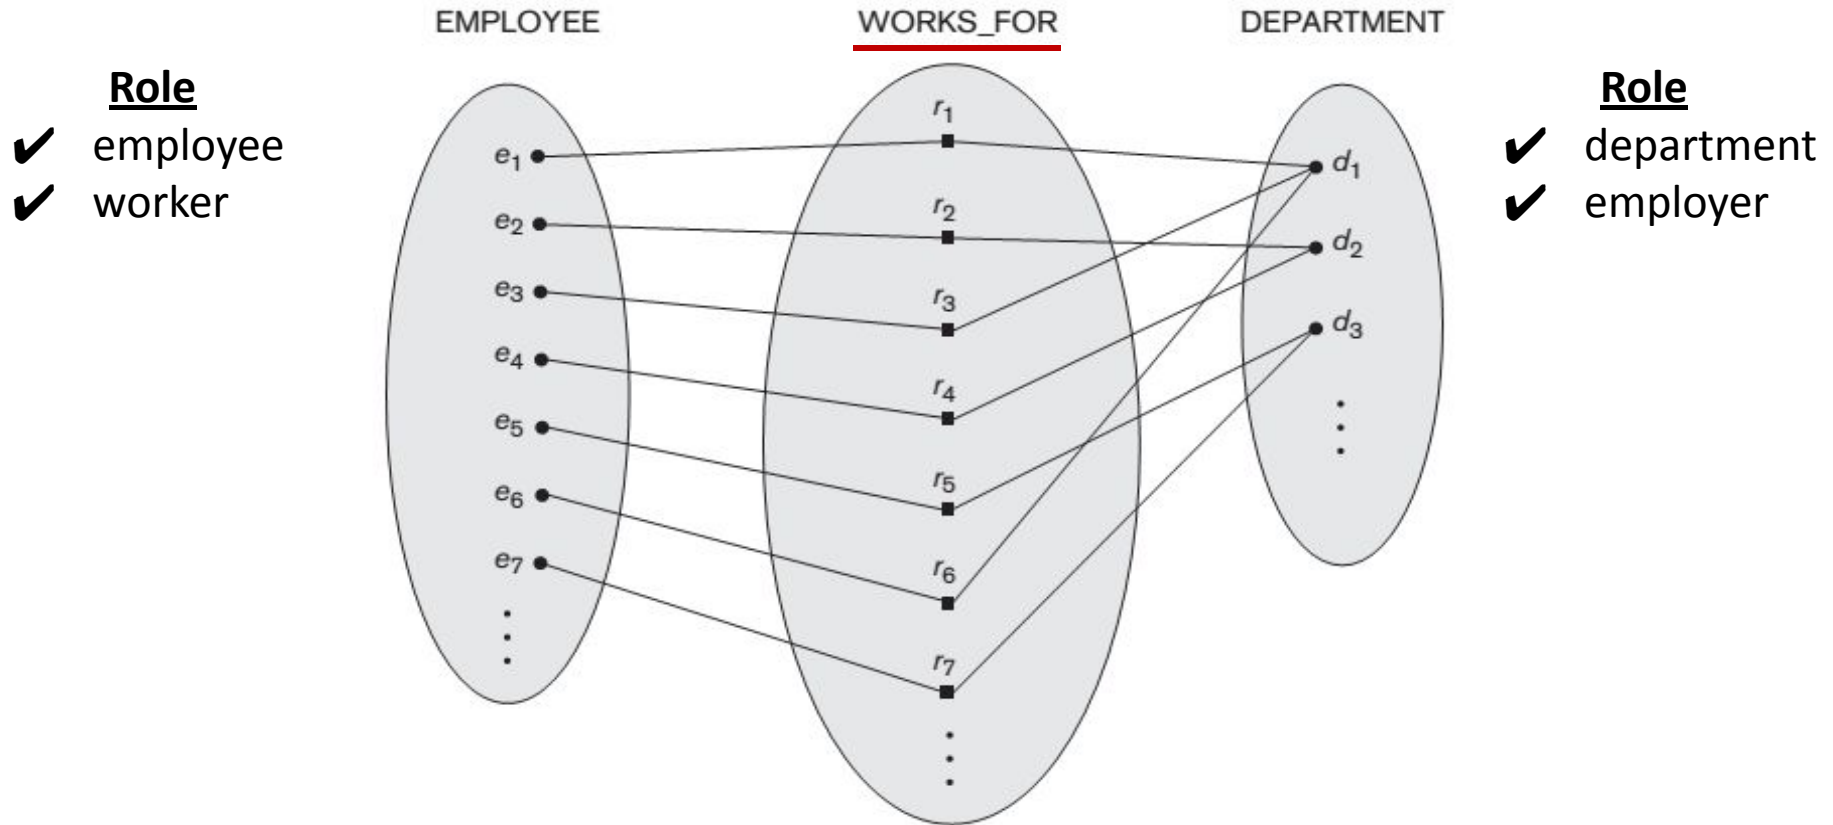 EMPLOYEE
WORKS_FOR
DEPARTMENT
Role
✔ employee
✔ worker
e1
e2
e3
e4
e5
e6
e7
r1
r2
r3
r4
r5
r6
r7
d1
d2
d3
Role
✔ department
✔ employer